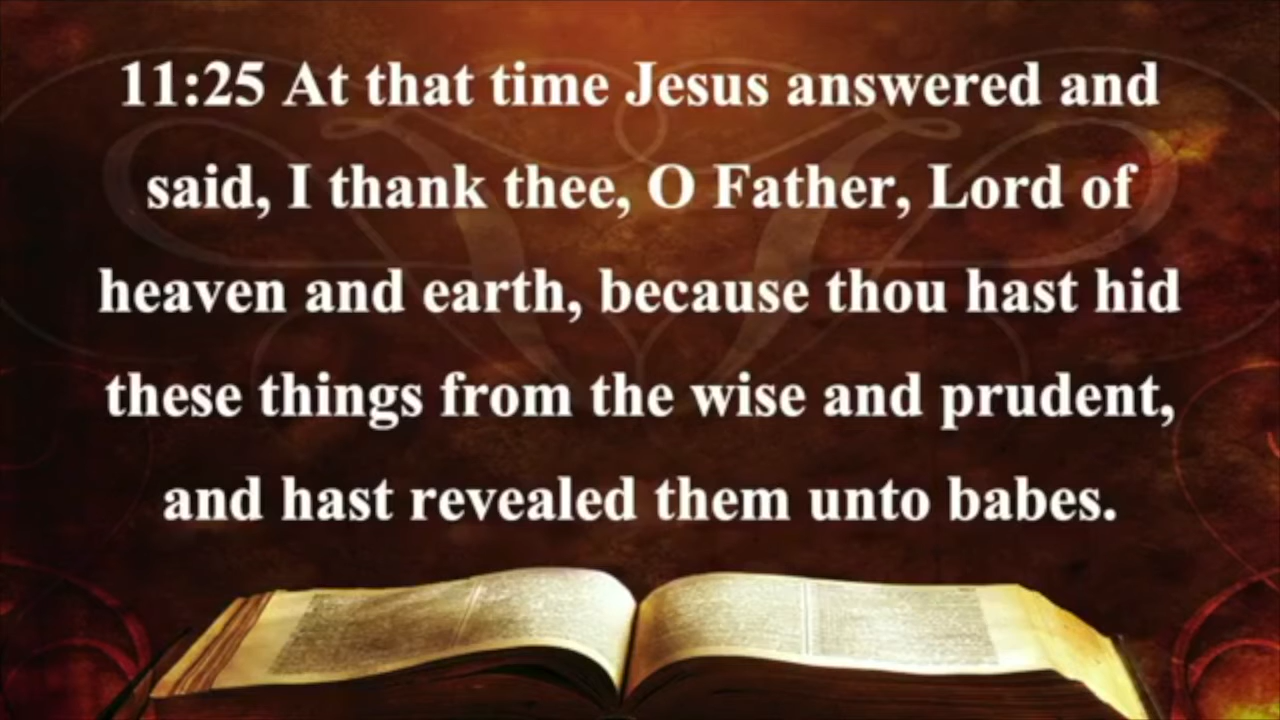 11:25 At that time Jesus answered and
said, I thank thee, O Father, Lord of
heaven and earth, because thou hast hid
these things from the wise and prudent,
and hast revealed them unto babes.